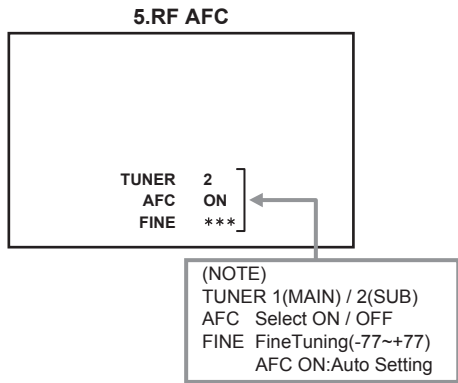 5.RF AFC
TUNER 2
AFC ON
FINE ***
(NOTE)
TUNER 1(MAIN) / 2(SUB)
AFC Select ON / OFF
FINE FineTuning(-77~+77)
AFC ON:Auto Setting